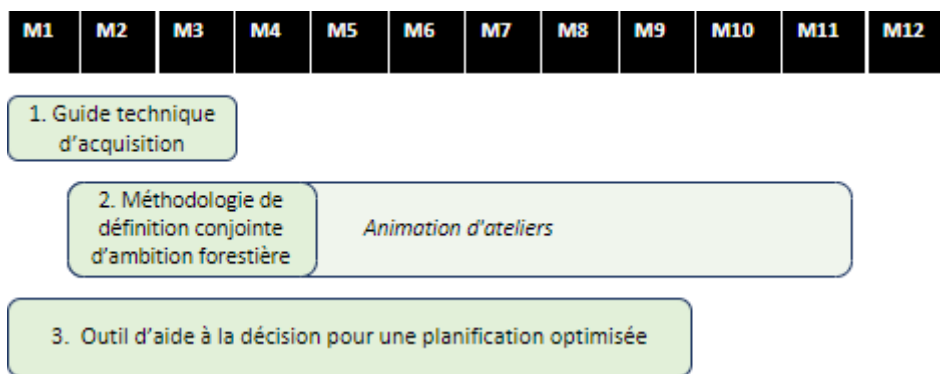 M1 M2 M3 M4 M5 M6 M7 M8 M9 M10 M11 M12
1. Guide technique
d'acquisition
2. Méthodologie de
définition conjointe
d'ambition forestière
Animation d'ateliers
3. Outil d'aide à la décision pour une planification optimisée